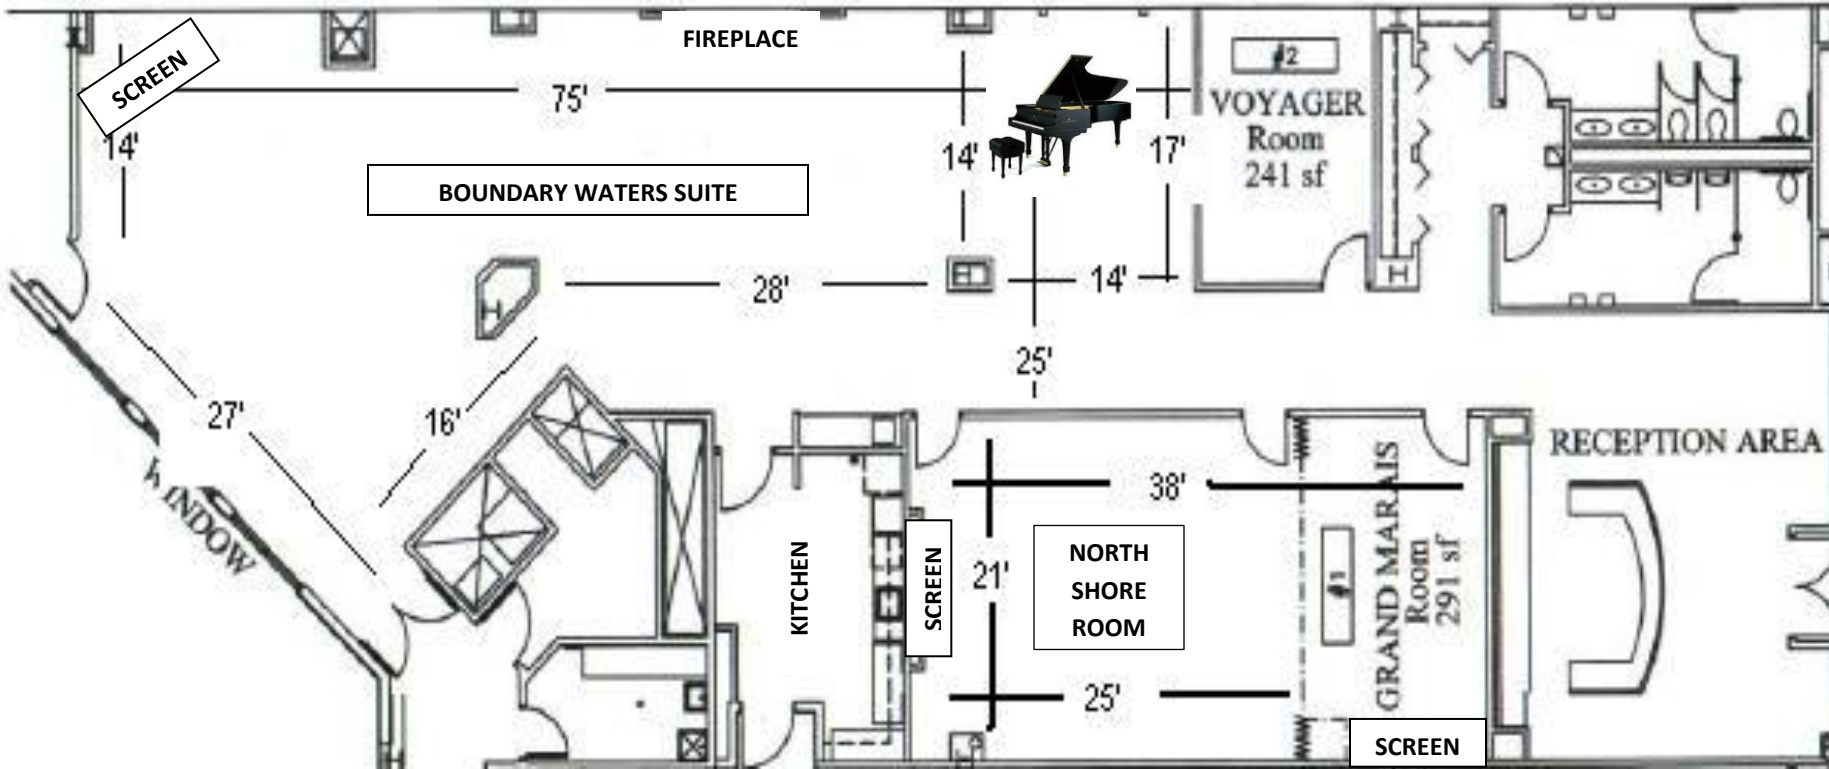 FIREPLACE
SCREEN
75'
14'
14'
17'
#2
VOYAGER
Room
241 sf
BOUNDARY WATERS SUITE
H
28'
14'
H
25'
27'
16'
WINDOW
KITCHEN
SCREEN
38'
21'
NORTH
SHORE
ROOM
25'
#1
GRAND MARAIS
Room
291 sf
SCREEN
RECEPTION AREA